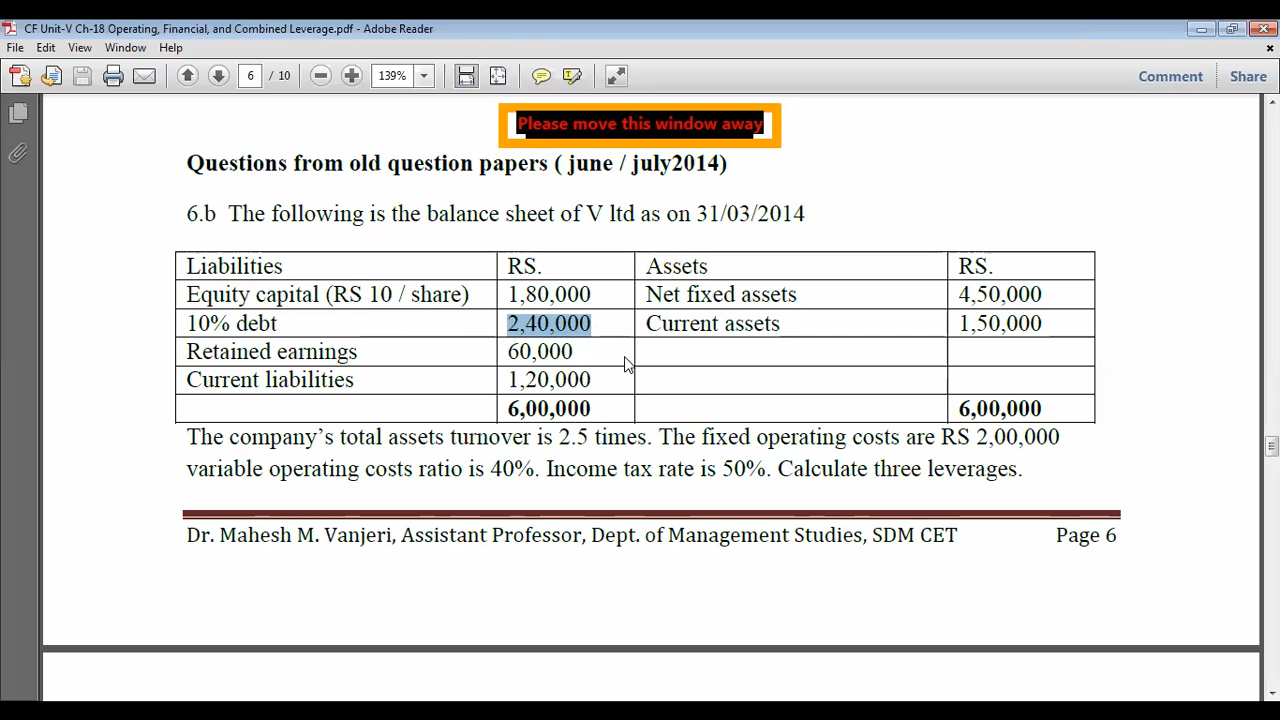 CF Unit-V Ch-18 Operating, Financial, and Combined Leverage.pdf - Adobe Reader
File Edit View Window Help
6 / 10 139% Comment Share
Please move this window away
Questions from old question papers ( june / july2014)
6.b The following is the balance sheet of V ltd as on 31/03/2014
Liabilities RS. Assets RS.
Equity capital (RS 10 / share) 1,80,000 Net fixed assets 4,50,000
10% debt 2,40,000 Current assets 1,50,000
Retained earnings 60,000
Current liabilities 1,20,000
6,00,000 6,00,000
The company's total assets turnover is 2.5 times. The fixed operating costs are RS 2,00,000
variable operating costs ratio is 40%. Income tax rate is 50%. Calculate three leverages.
Dr. Mahesh M. Vanjeri, Assistant Professor, Dept. of Management Studies, SDM CET Page 6